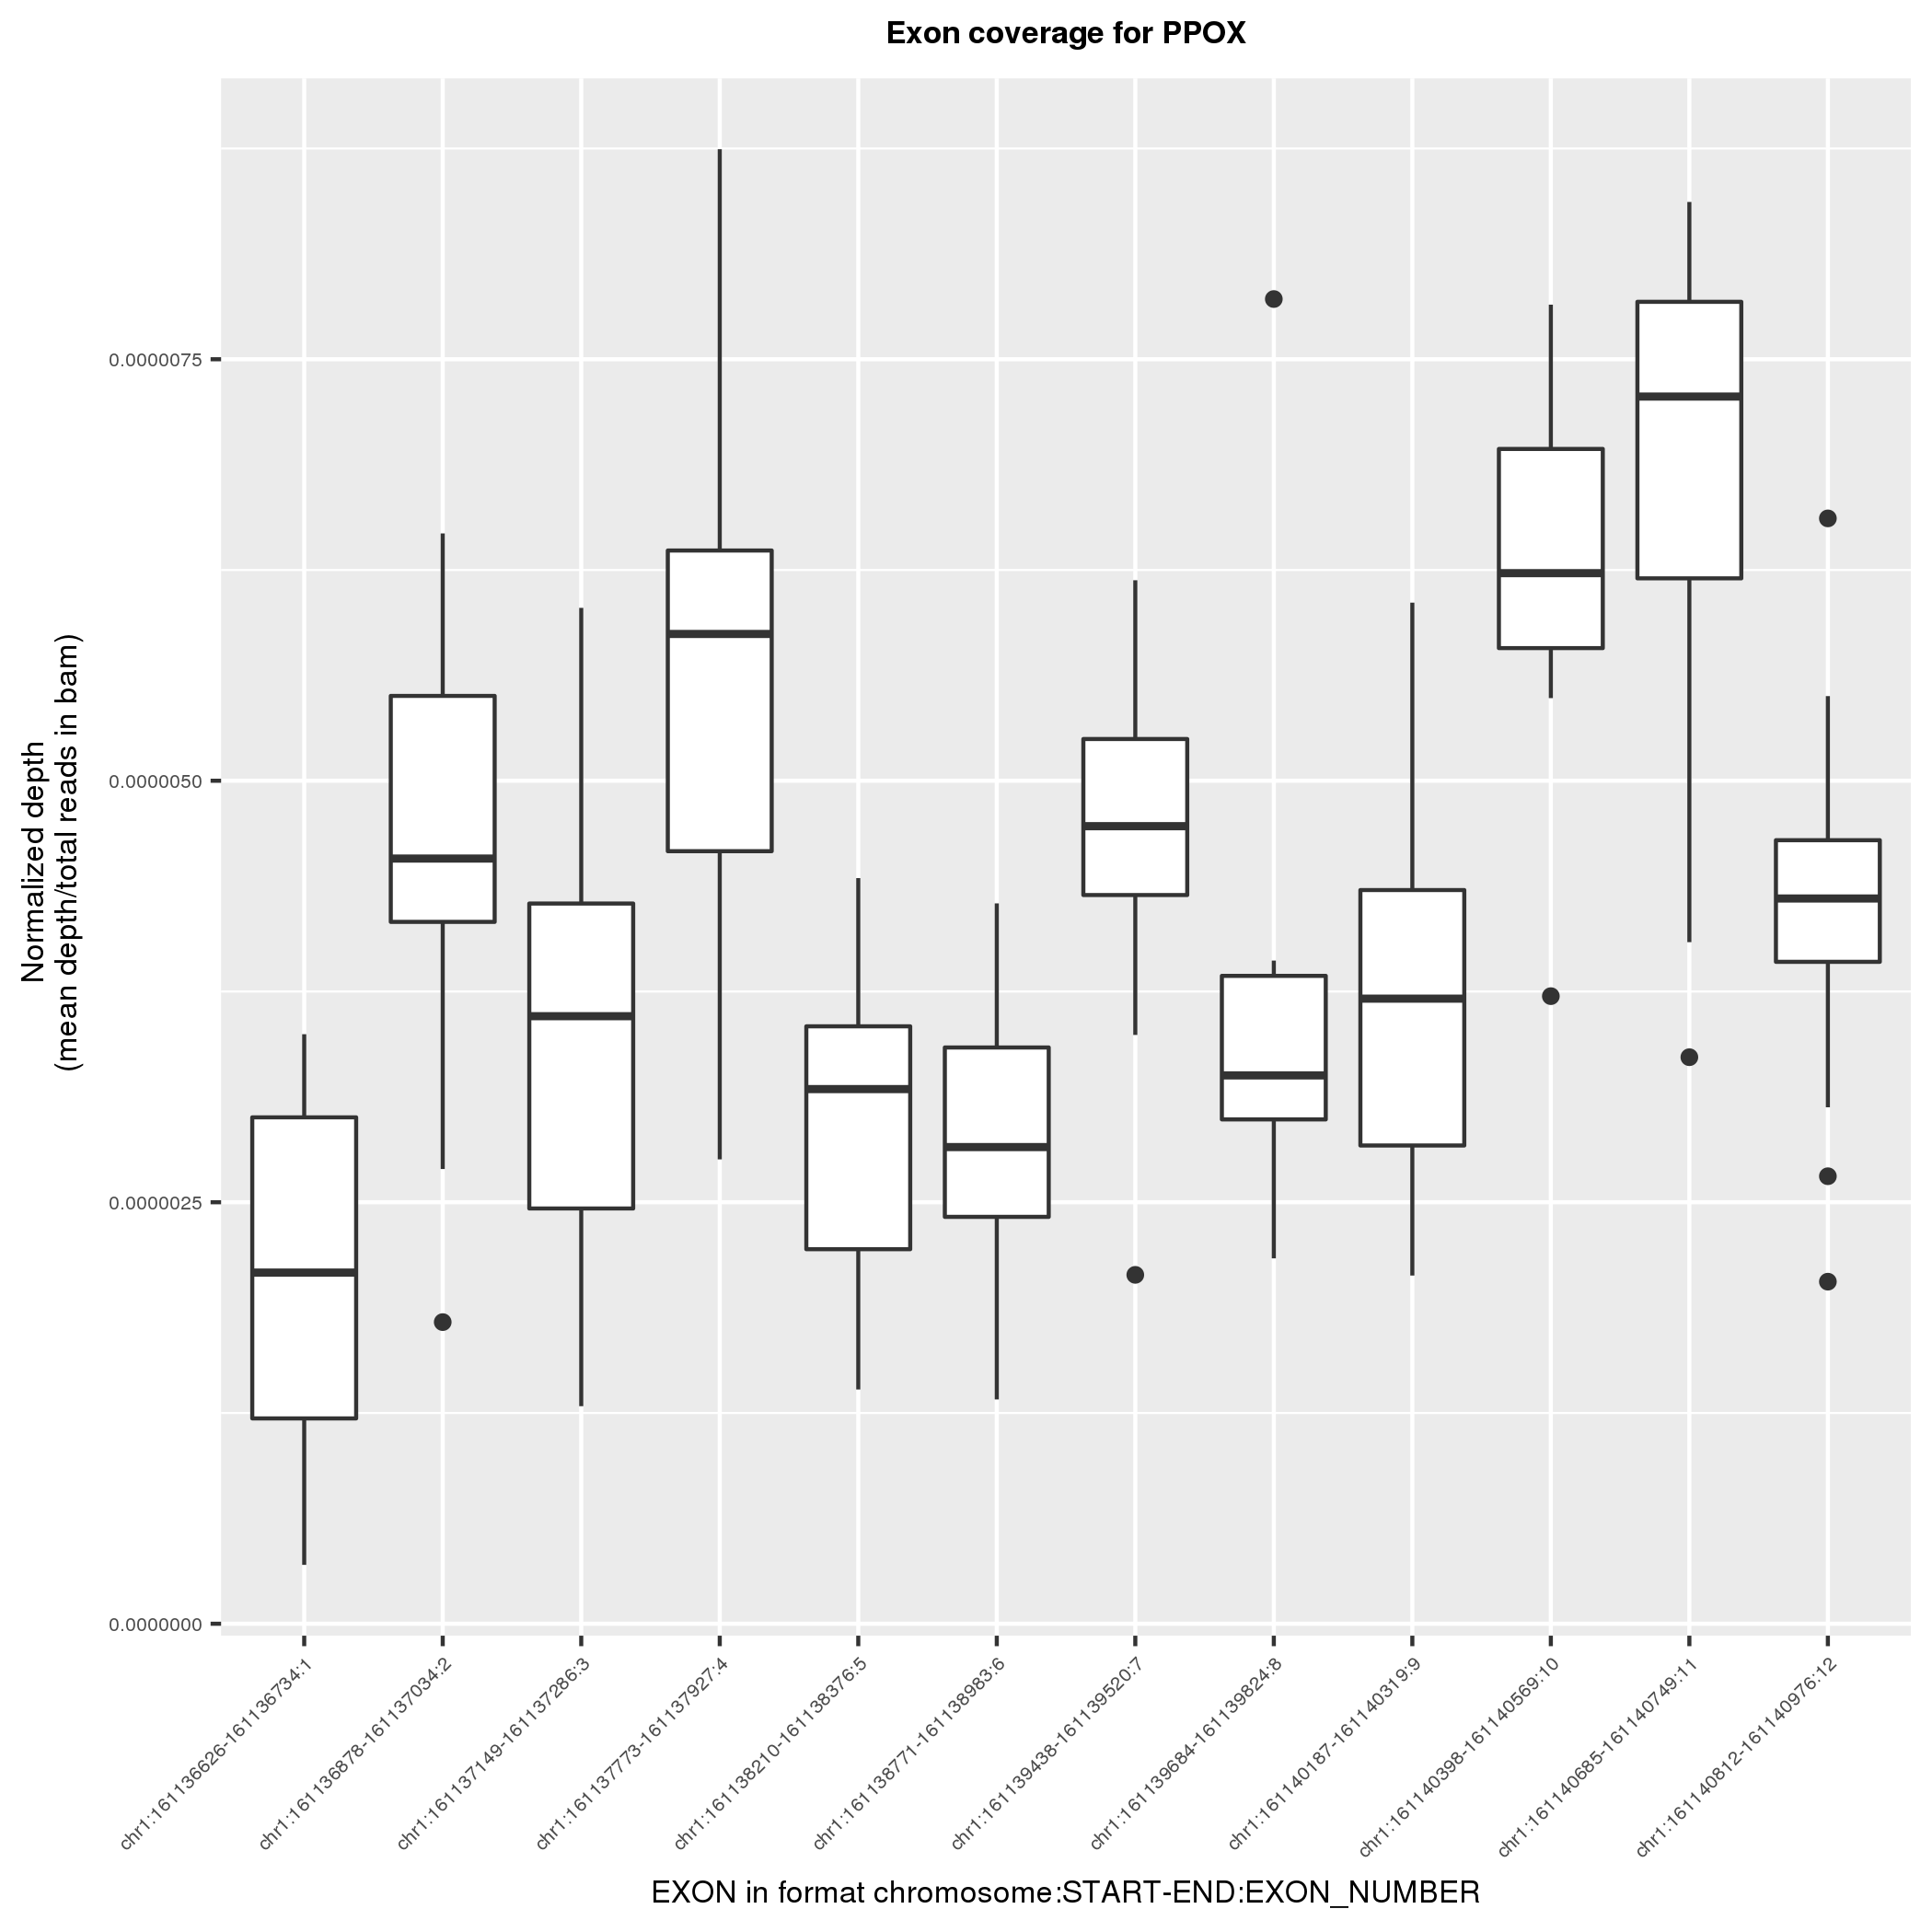 Exon coverage for PPOX
Normalized depth
(mean depth/total reads in bam)
0.0000075
0.0000050
0.0000025
0.0000000
chr1:161136626-161136734:1
chr1:161136878-161137034:2
chr1:161137149-161137286:3
chr1:161137773-161137927:4
chr1:161138210-161138376:5
chr1:161138771-161138983:6
chr1:161139438-161139520:7
chr1:161139684-161139824:8
chr1:161140187-161140319:9
chr1:161140398-161140569:10
chr1:161140685-161140749:11
chr1:161140812-161140976:12
EXON in format chromosome:START-END:EXON_NUMBER